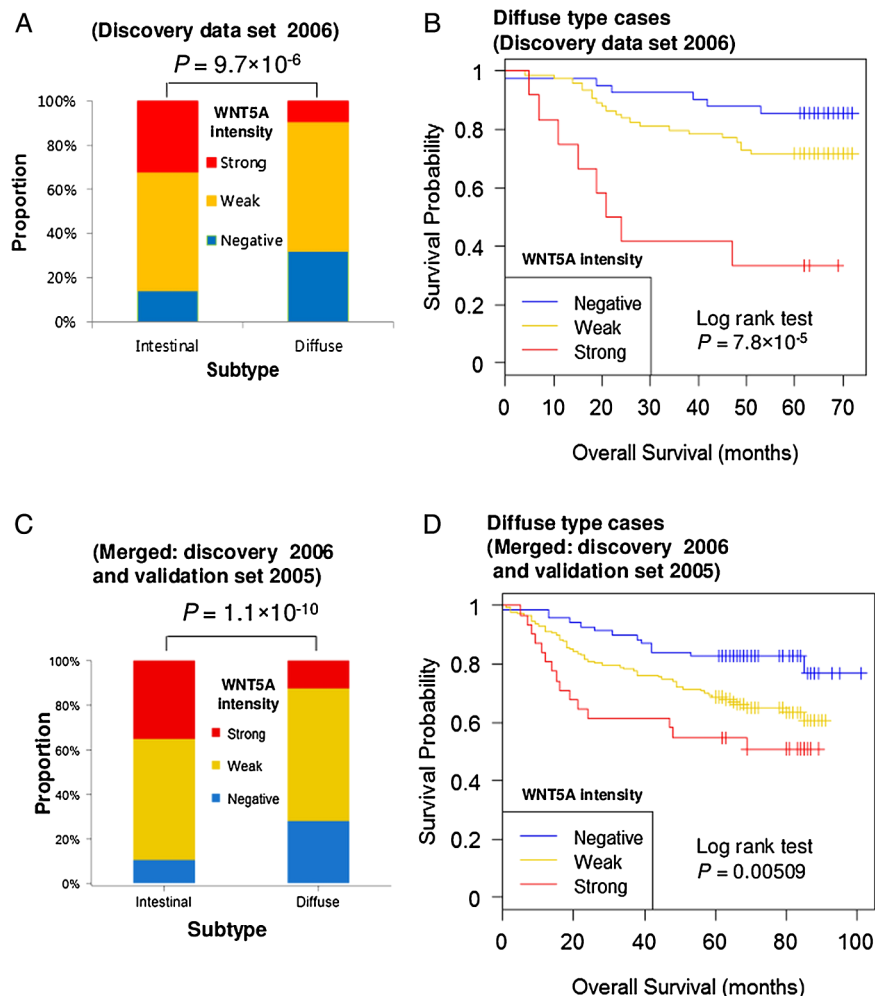 A
(Discovery data set 2006)
P = 9.7×10-6
100%
80%
60%
40%
20%
0%
Proportion
WNT5A
intensity
Strong
Weak
Negative
Intestinal
Diffuse
Subtype
B
Diffuse type cases
(Discovery data set 2006)
1
0.8
0.6
0.4
0.2
0
Survival Probability
WNT5A intensity
Negative
Weak
Strong
Log rank test
P = 7.8×10-5
0 10 20 30 40 50 60 70
Overall Survival (months)
C
(Merged: discovery 2006
and validation set 2005)
P = 1.1×10-10
100%
80%
60%
40%
20%
0%
Proportion
WNT5A
intensity
Strong
Weak
Negative
Intestinal
Diffuse
Subtype
D
Diffuse type cases
(Merged: discovery 2006
and validation set 2005)
1
0.8
0.6
0.4
0.2
0
Survival Probability
WNT5A intensity
Negative
Weak
Strong
Log rank test
P = 0.00509
0 20 40 60 80 100
Overall Survival (months)